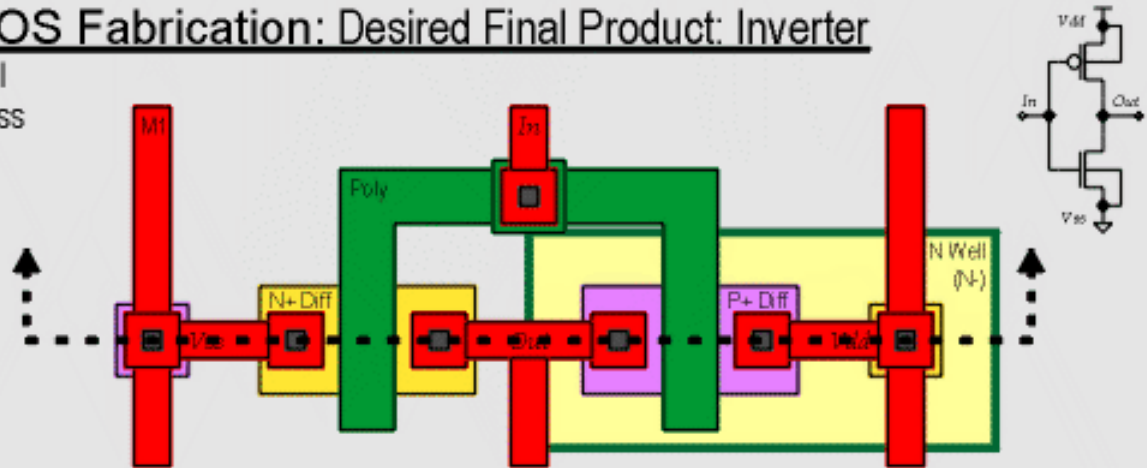 OS Fabrication: Desired Final Product: Inverter
l
ss
Vdd
In
Out
Vss
M1
In
Poly
N Well
(N-)
N+ Diff
P+ Diff
Vss
Out
Vdd